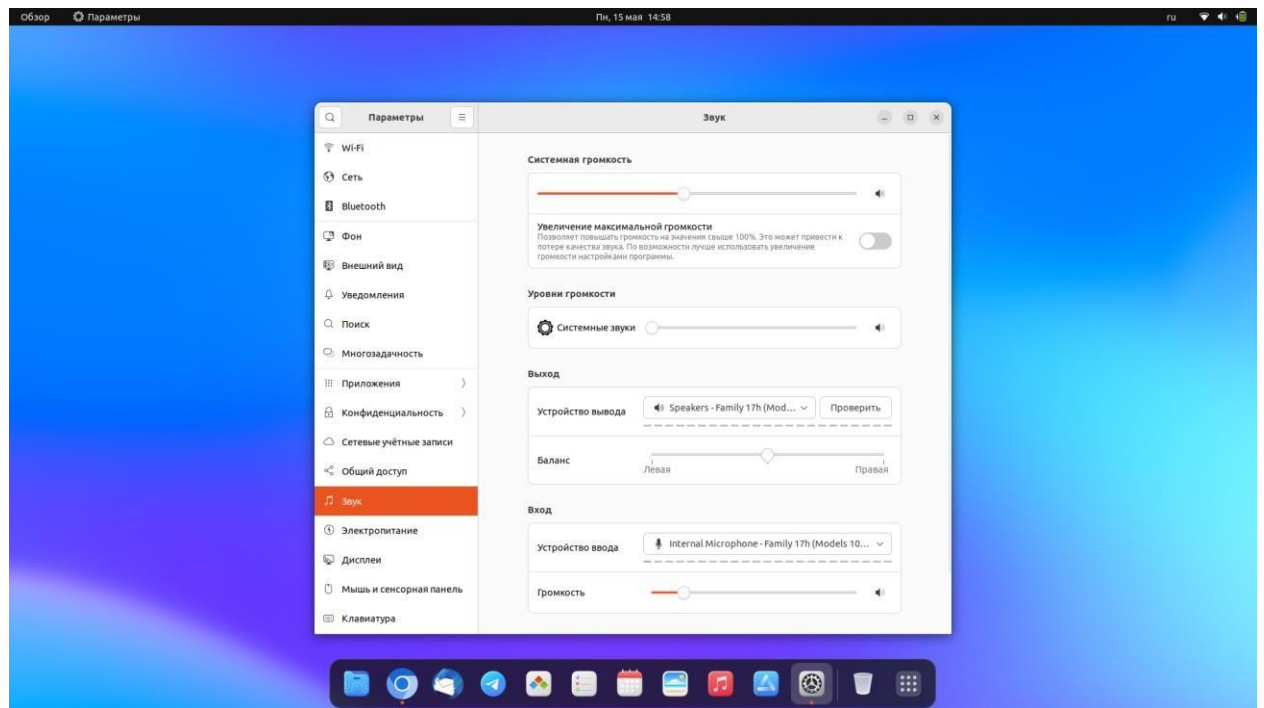 Обзор Параметры Пн, 15 мая 14:58 ru
Параметры
Звук
Wi-Fi
Сеть
Bluetooth
Фон
Внешний вид
Уведомления
Поиск
Многозадачность
Приложения
Конфиденциальность
Сетевые учётные записи
Общий доступ
Звук
Электропитание
Дисплеи
Мышь и сенсорная панель
Клавиатура
Системная громкость
Увеличение максимальной громкости
Позволяет повышать громкость на значения свыше 100%. Это может привести к
потере качества звука. По возможности лучше использовать увеличение
громкости настройками программы.
Уровни громкости
Системные звуки
Выход
Устройство вывода Speakers - Family 17h (Mod... Проверить
Баланс
Левая Правая
Вход
Устройство ввода Internal Microphone - Family 17h (Models 10...
Громкость